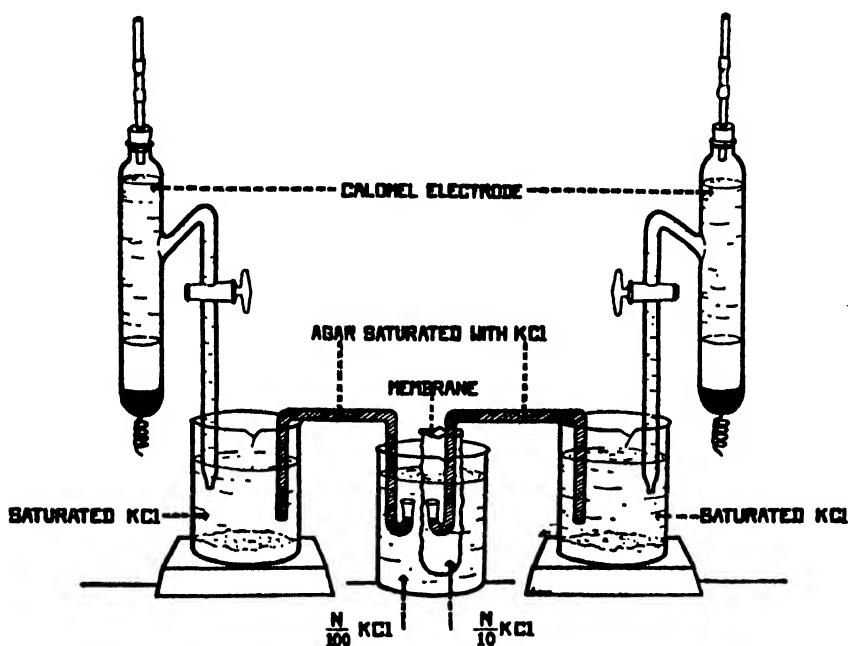 CALOMEL ELECTRODE
AGAR SATURATED WITH KCl
MEMBRANE
SATURATED KCl
SATURATED KCl
N/100 KCl
N/10 KCl